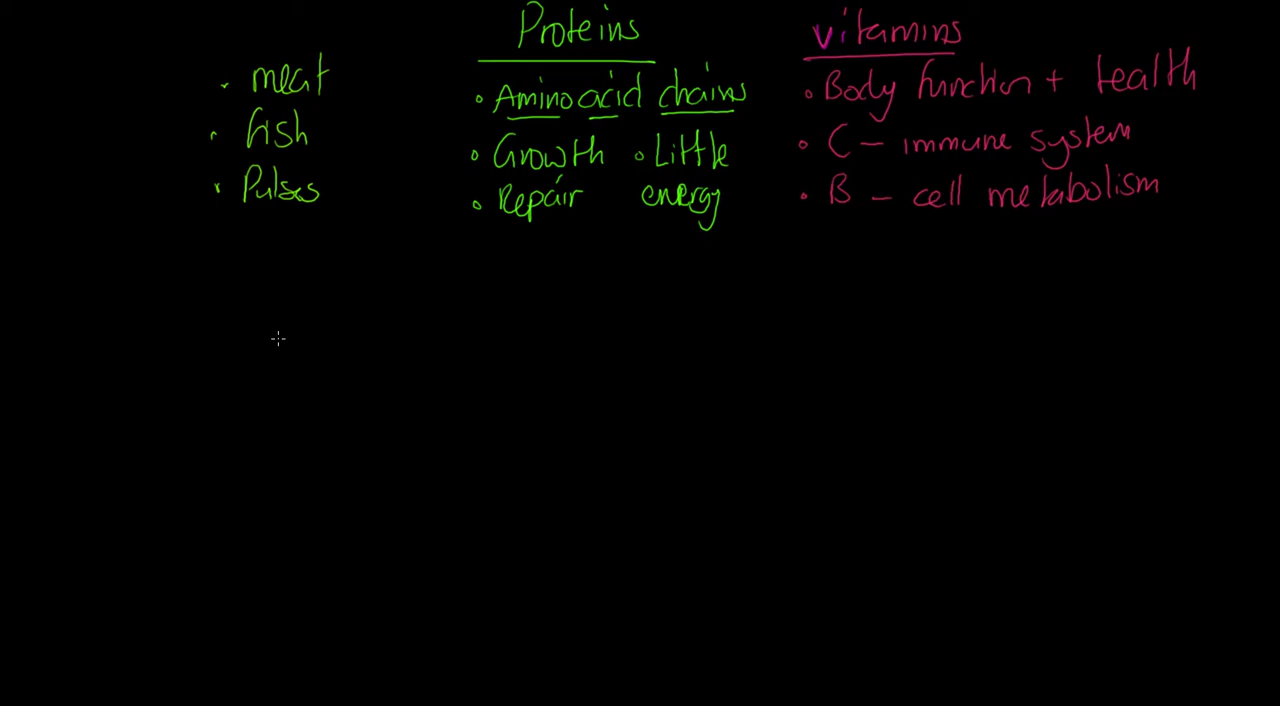 • meat
• fish
• Pulses
Proteins
• Amino acid chains
• Growth • Little
• Repair energy
vitamins
• Body function + health
• C – immune system
• B – cell metabolism